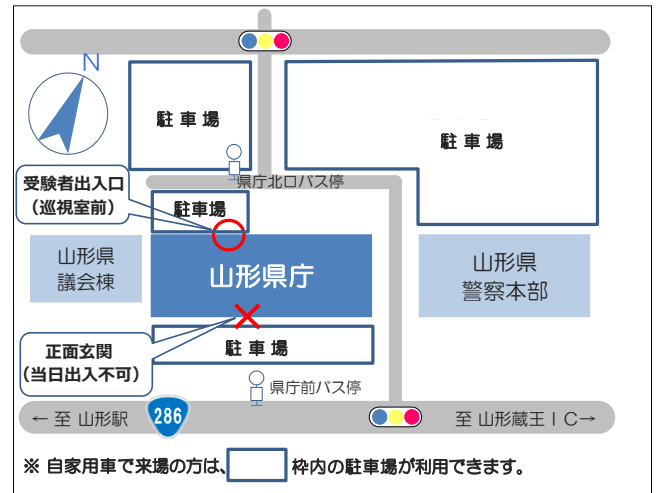 N
駐車場
駐車場
県庁北口バス停
受験者出入口
（巡視室前）
駐車場
山形県
議会棟
山形県庁
山形県
警察本部
正面玄関
（当日出入不可）
駐車場
県庁前バス停
← 至 山形駅
286
至 山形蔵王ＩＣ→
※ 自家用車で来場の方は、 枠内の駐車場が利用できます。